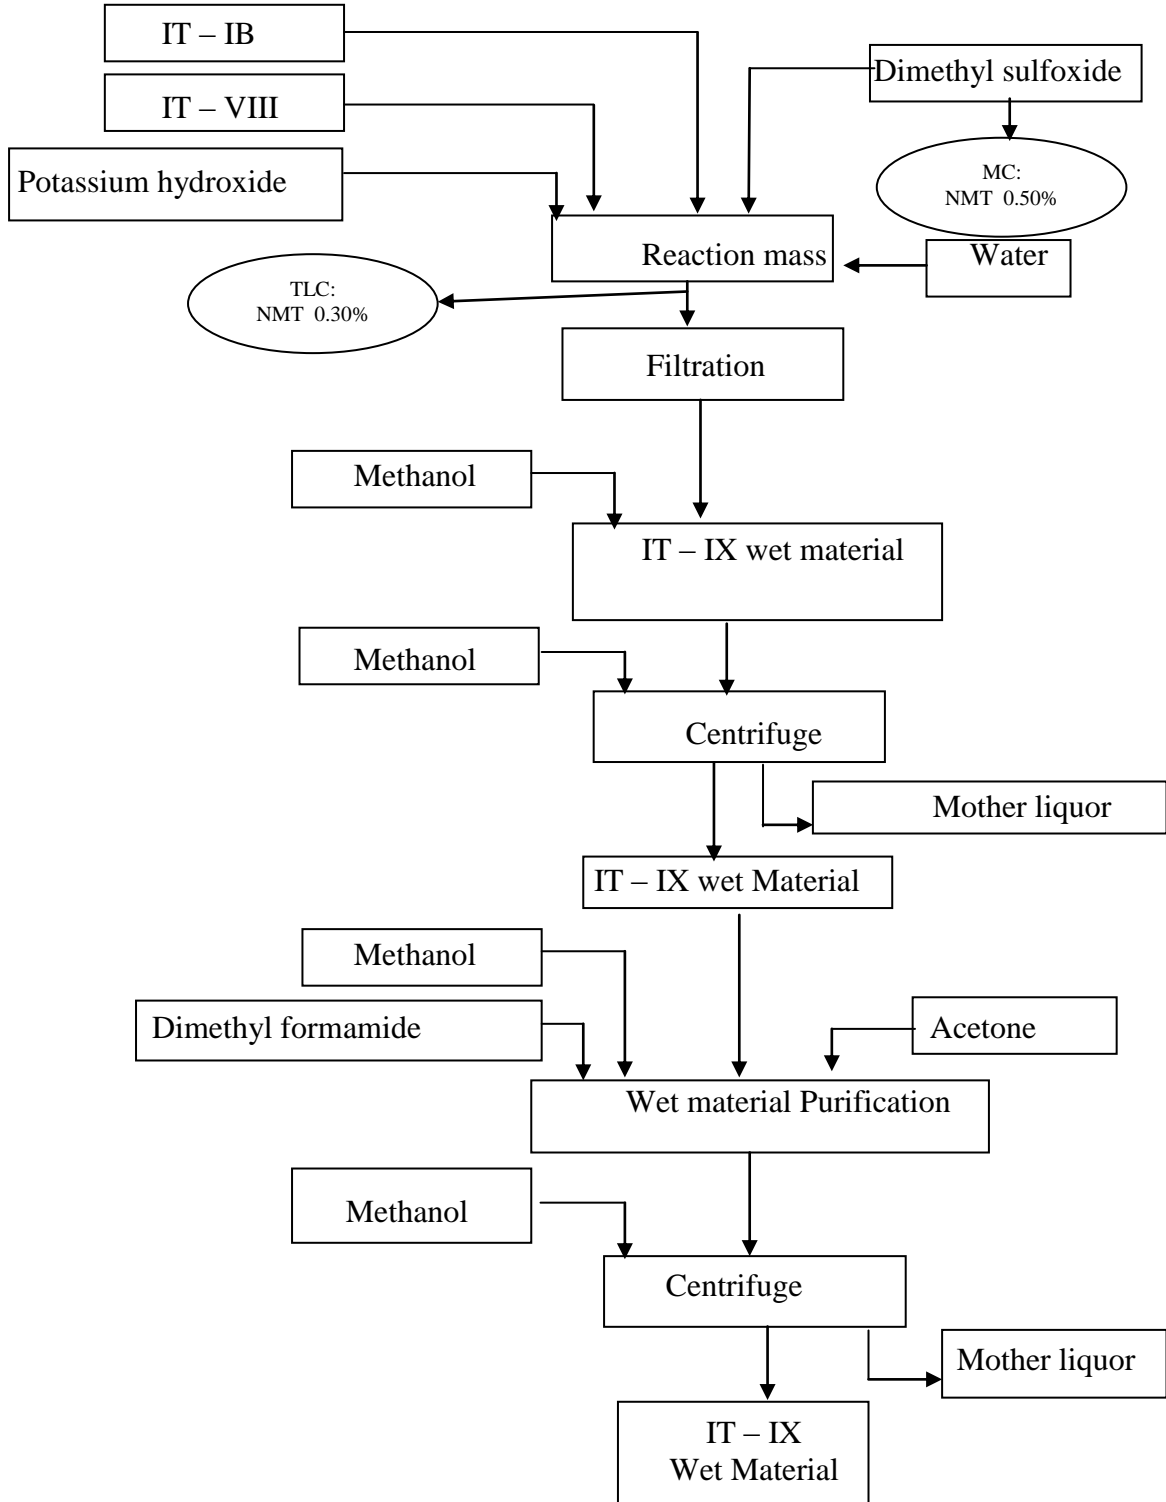 IT – IB
Dimethyl sulfoxide
IT – VIII
Potassium hydroxide
MC:
NMT 0.50%
Reaction mass
Water
TLC:
NMT 0.30%
Filtration
Methanol
IT – IX wet material
Methanol
Centrifuge
Mother liquor
IT – IX wet Material
Methanol
Dimethyl formamide
Acetone
Wet material Purification
Methanol
Centrifuge
Mother liquor
IT – IX
Wet Material